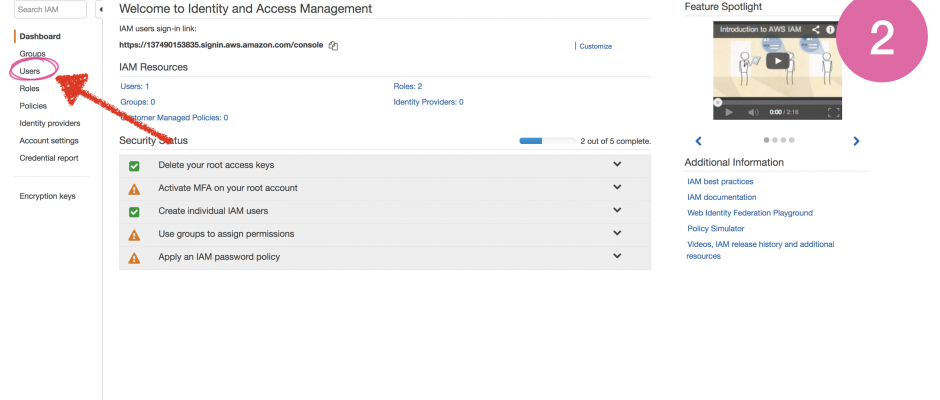 Search IAM
Dashboard
Groups
Users
Roles
Policies
Identity providers
Account settings
Credential report
Encryption keys
Welcome to Identity and Access Management
IAM users sign-in link:
https://137490153835.signin.aws.amazon.com/console
Customize
IAM Resources
Users: 1
Roles: 2
Groups: 0
Identity Providers: 0
Customer Managed Policies: 0
Security Status
2 out of 5 complete.
Delete your root access keys
Activate MFA on your root account
Create individual IAM users
Use groups to assign permissions
Apply an IAM password policy
Feature Spotlight
2
Introduction to AWS IAM
0:00 / 2:16
Additional Information
IAM best practices
IAM documentation
Web Identity Federation Playground
Policy Simulator
Videos, IAM release history and additional
resources